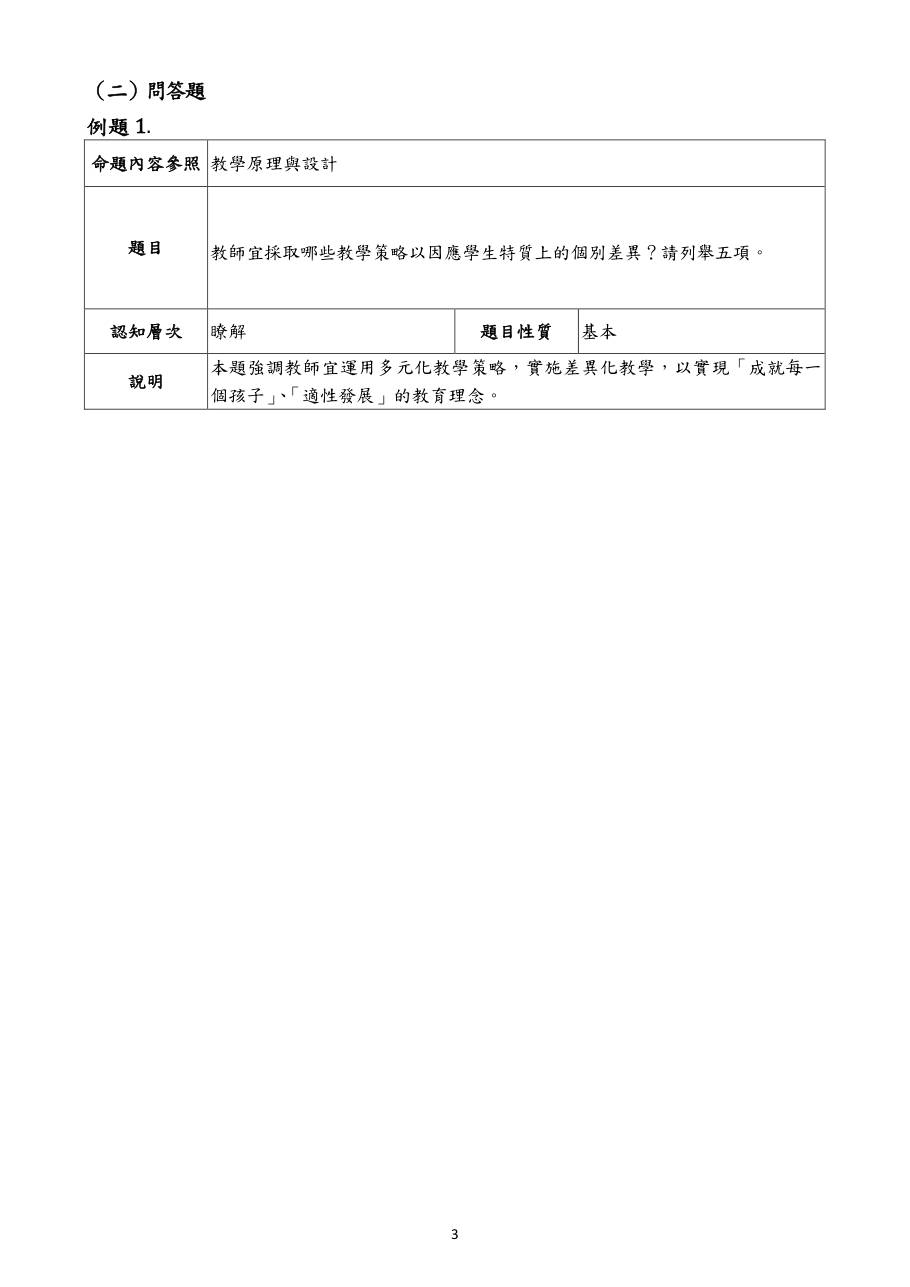 （二）問答題
例題 1.
命題內容參照 教學原理與設計
題目 教師宜採取哪些教學策略以因應學生特質上的個別差異？請列舉五項。
認知層次 瞭解 題目性質 基本
說明 本題強調教師宜運用多元化教學策略，實施差異化教學，以實現「成就每一
個孩子」、「適性發展」的教育理念。
3